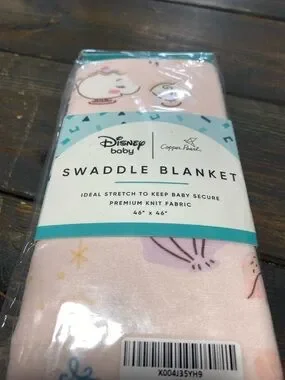 Disney baby | Copper Pearl
SWADDLE BLANKET
IDEAL STRETCH TO KEEP BABY SECURE
PREMIUM KNIT FABRIC
46" x 46"
X004J35YH9